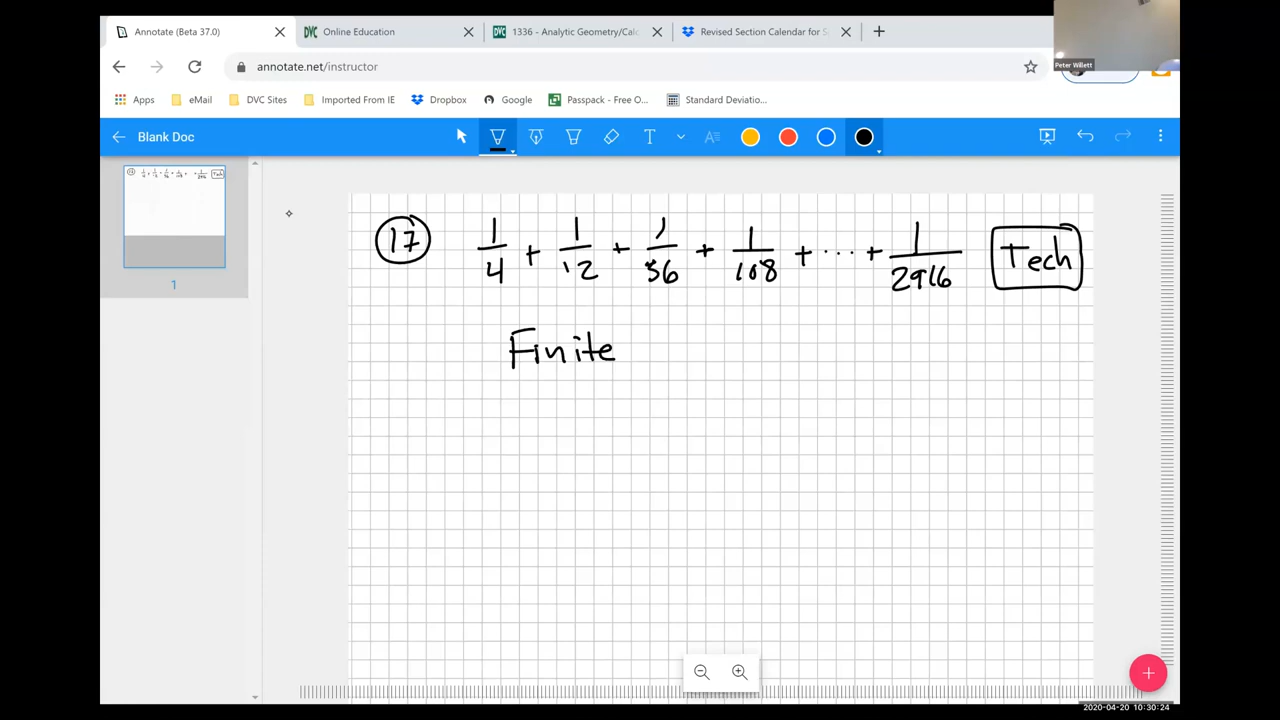 Annotate (Beta 37.0)
Online Education
1336 - Analytic Geometry/Calc
Revised Section Calendar for S
Peter Willett
annotate.net/instructor
Apps
eMail
DVC Sites
Imported From IE
Dropbox
Google
Passpack - Free O...
Standard Deviatio...
Blank Doc
T
1
17 1/4 + 1/12 + 1/36 + 1/108 + ··· + 1/2916 Tech
Finite
2020-04-20 10:30:24